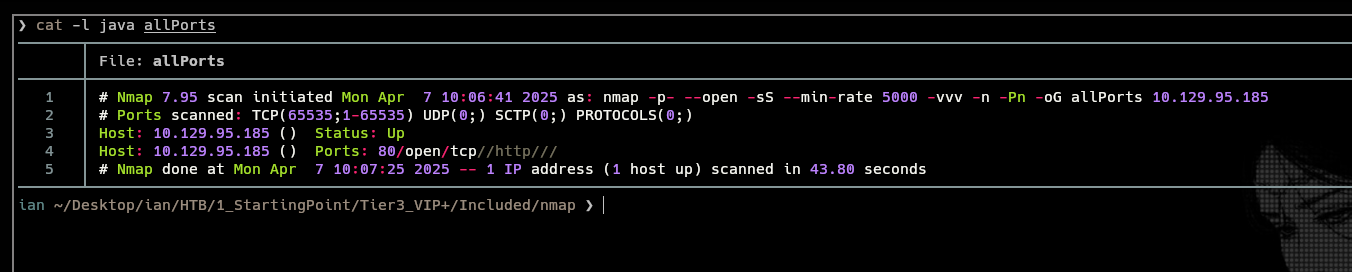 ❯ cat -l java allPorts
File: allPorts
1 # Nmap 7.95 scan initiated Mon Apr  7 10:06:41 2025 as: nmap -p- --open -sS --min-rate 5000 -vvv -n -Pn -oG allPorts 10.129.95.185
2 # Ports scanned: TCP(65535;1-65535) UDP(0;) SCTP(0;) PROTOCOLS(0;)
3 Host: 10.129.95.185 ()  Status: Up
4 Host: 10.129.95.185 ()  Ports: 80/open/tcp//http///
5 # Nmap done at Mon Apr  7 10:07:25 2025 -- 1 IP address (1 host up) scanned in 43.80 seconds
ian ~/Desktop/ian/HTB/1_StartingPoint/Tier3_VIP+/Included/nmap ❯